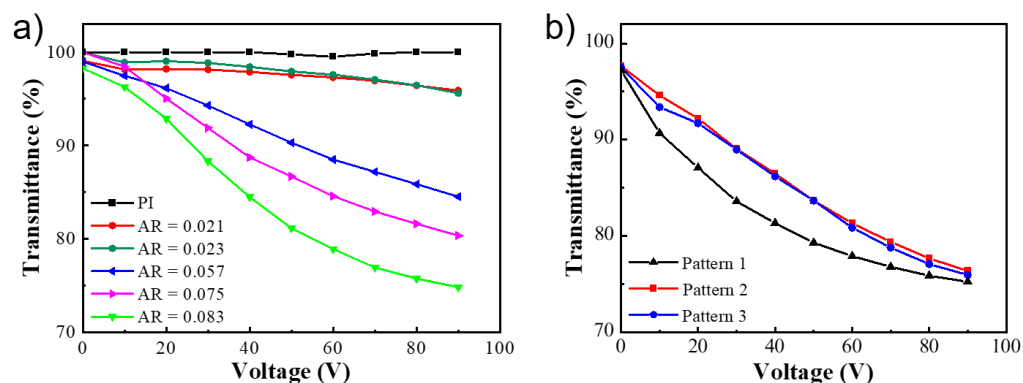 a)
100
90
80
70
Transmittance (%)
PI
AR = 0.021
AR = 0.023
AR = 0.057
AR = 0.075
AR = 0.083
0 20 40 60 80 100
Voltage (V)
b)
100
90
80
70
Transmittance (%)
Pattern 1
Pattern 2
Pattern 3
0 20 40 60 80 100
Voltage (V)